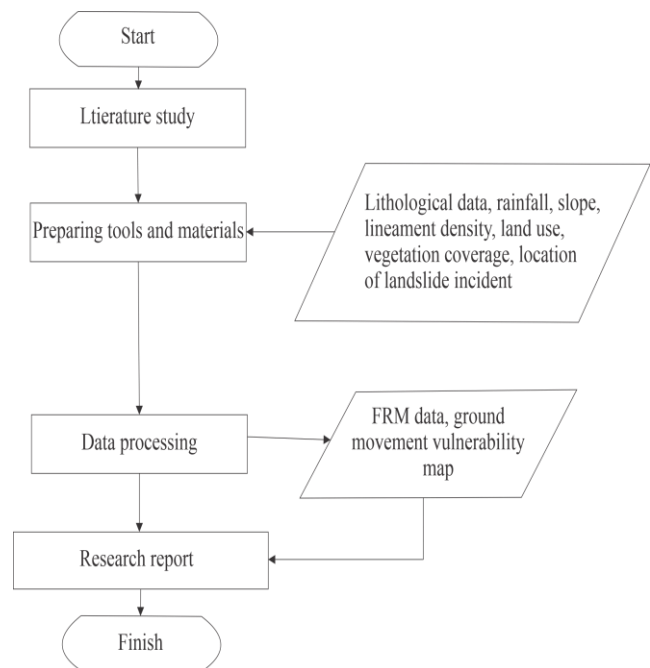 Start
Ltierature study
Preparing tools and materials
Lithological data, rainfall, slope,
lineament density, land use,
vegetation coverage, location
of landslide incident
Data processing
FRM data, ground
movement vulnerability
map
Research report
Finish